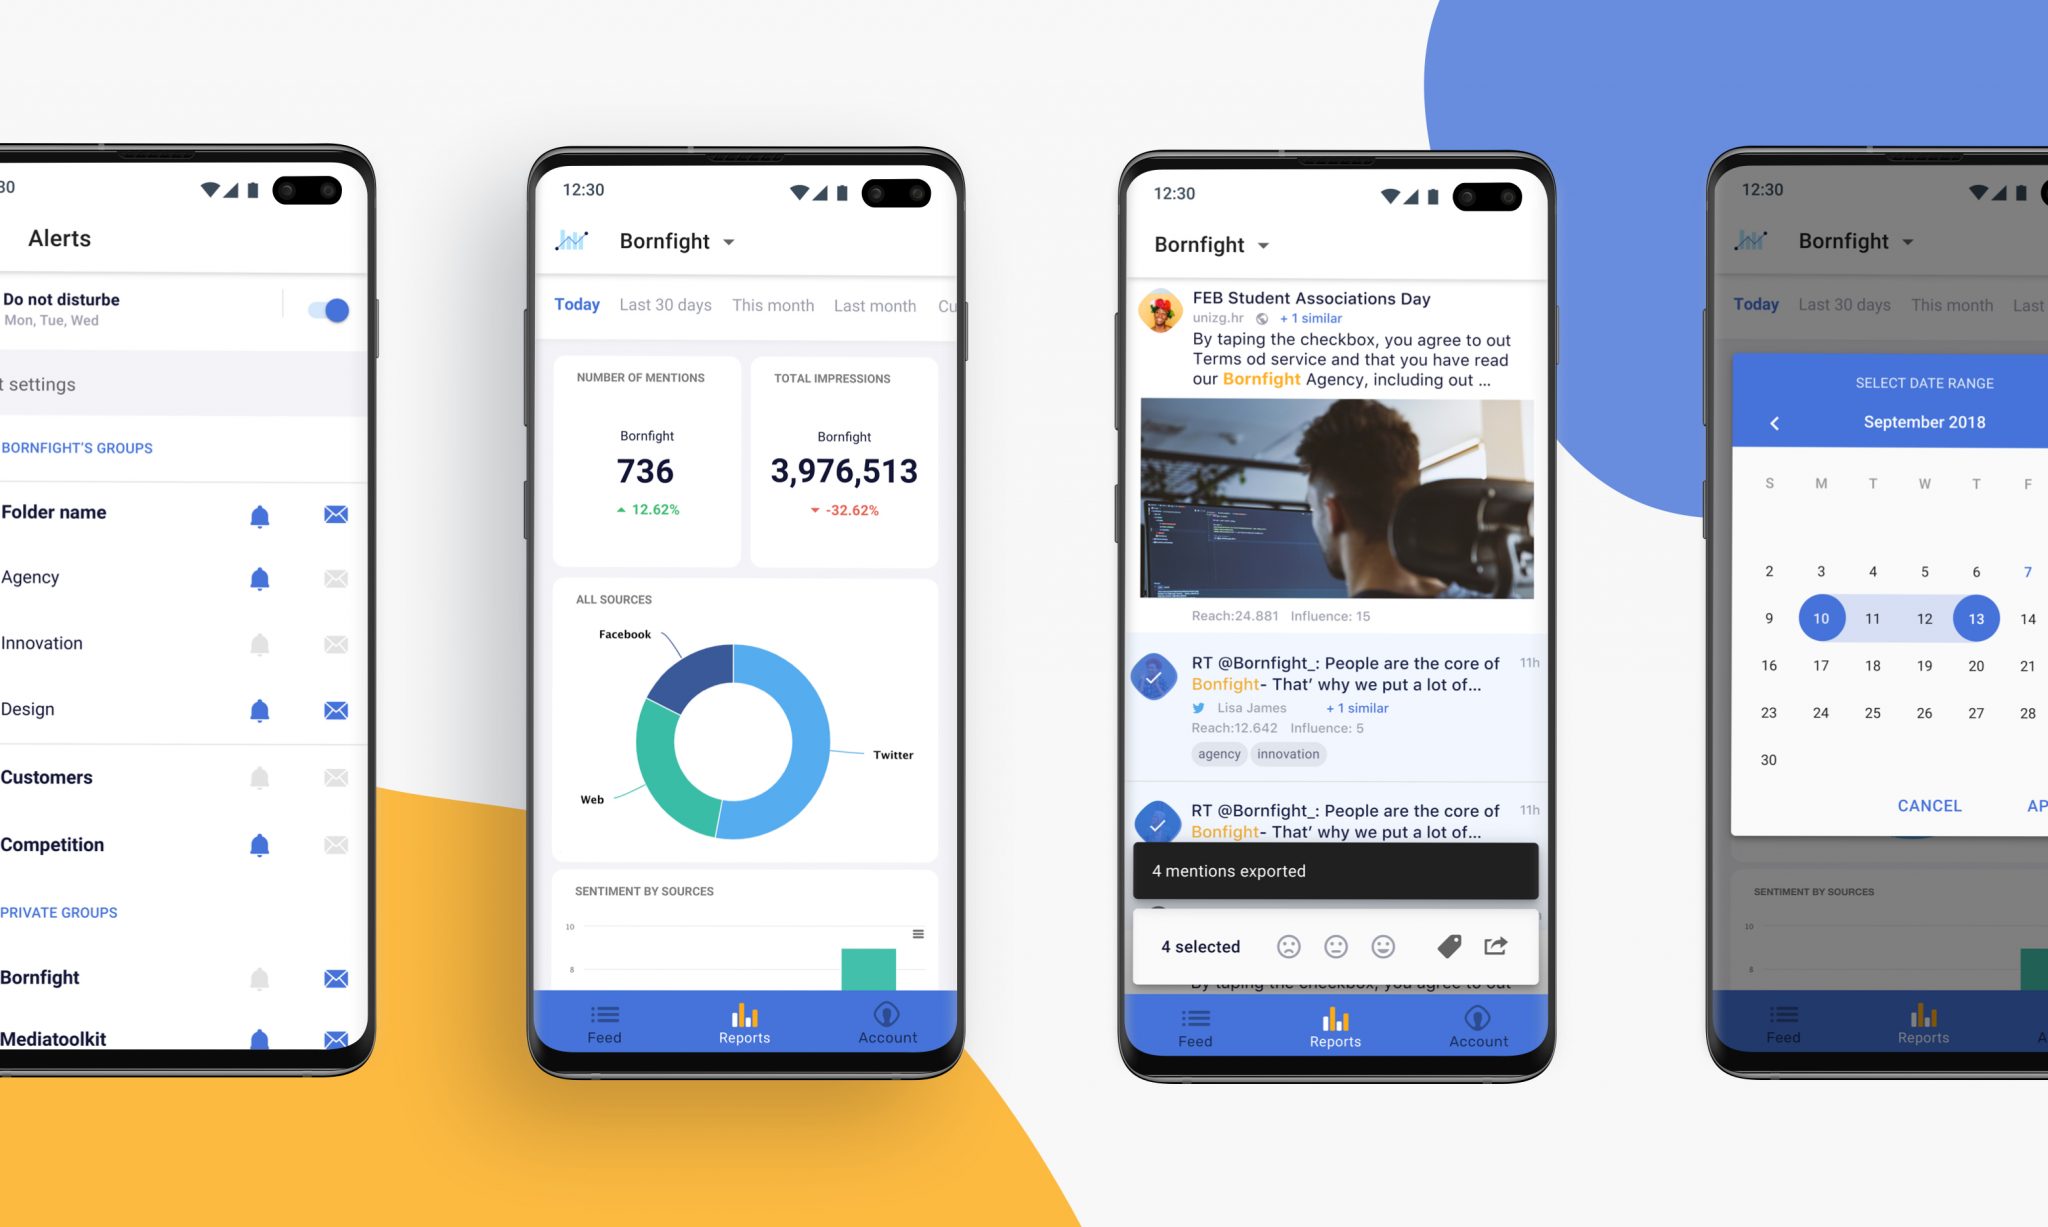 30
Alerts
Do not disturbe
Mon, Tue, Wed
t settings
BORNFIGHT'S GROUPS
Folder name
Agency
Innovation
Design
Customers
Competition
PRIVATE GROUPS
Bornfight
Mediatoolkit
12:30
Bornfight
Today Last 30 days This month Last month Cu
NUMBER OF MENTIONS
Bornfight
736
12.62%
TOTAL IMPRESSIONS
Bornfight
3,976,513
-32.62%
ALL SOURCES
Facebook
Twitter
Web
SENTIMENT BY SOURCES
10
8
Feed Reports Account
12:30
Bornfight
FEB Student Associations Day
unizg.hr + 1 similar
By taping the checkbox, you agree to out
Terms od service and that you have read
our Bornfight Agency, including out ...
Reach:24.881 Influence: 15
RT @Bornfight_: People are the core of 11h
Bonfight- That' why we put a lot of...
Lisa James + 1 similar
Reach:12.642 Influence: 5
agency innovation
RT @Bornfight_: People are the core of 11h
Bonfight- That' why we put a lot of...
4 mentions exported
4 selected
By taping the checkbox, you agree to out
Feed Reports Account
12:30
Bornfight
Today Last 30 days This month Last
SELECT DATE RANGE
September 2018
S M T W T F
2 3 4 5 6 7
9 10 11 12 13 14
16 17 18 19 20 21
23 24 25 26 27 28
30
CANCEL AP
SENTIMENT BY SOURCES
10
8
Feed Reports A